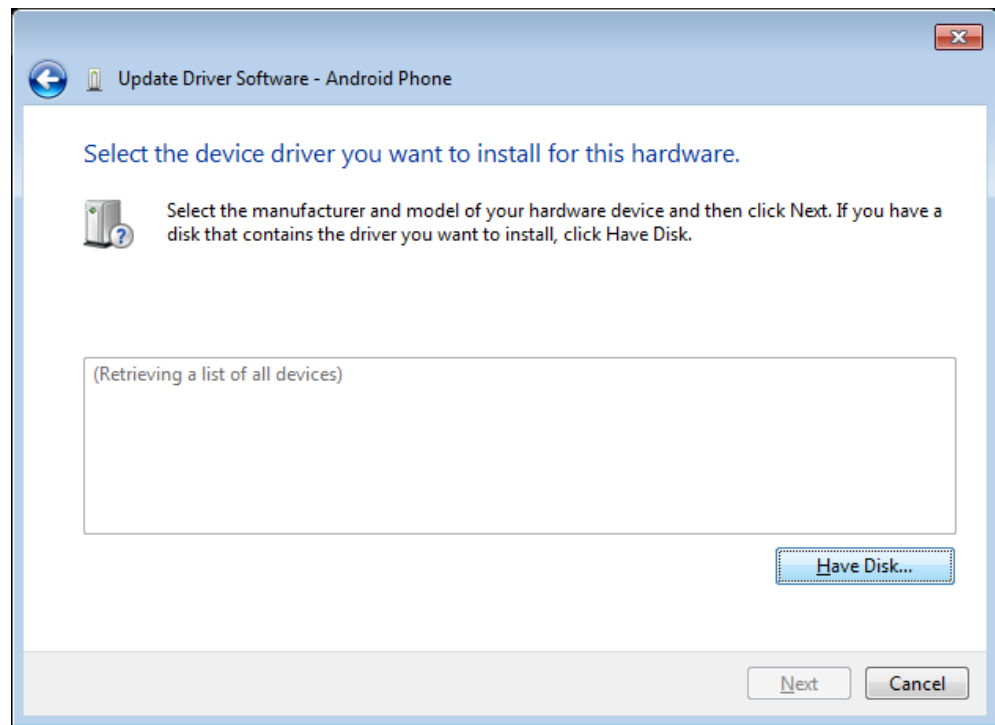 Update Driver Software - Android Phone
Select the device driver you want to install for this hardware.
Select the manufacturer and model of your hardware device and then click Next. If you have a
disk that contains the driver you want to install, click Have Disk.
(Retrieving a list of all devices)
Have Disk...
Next
Cancel